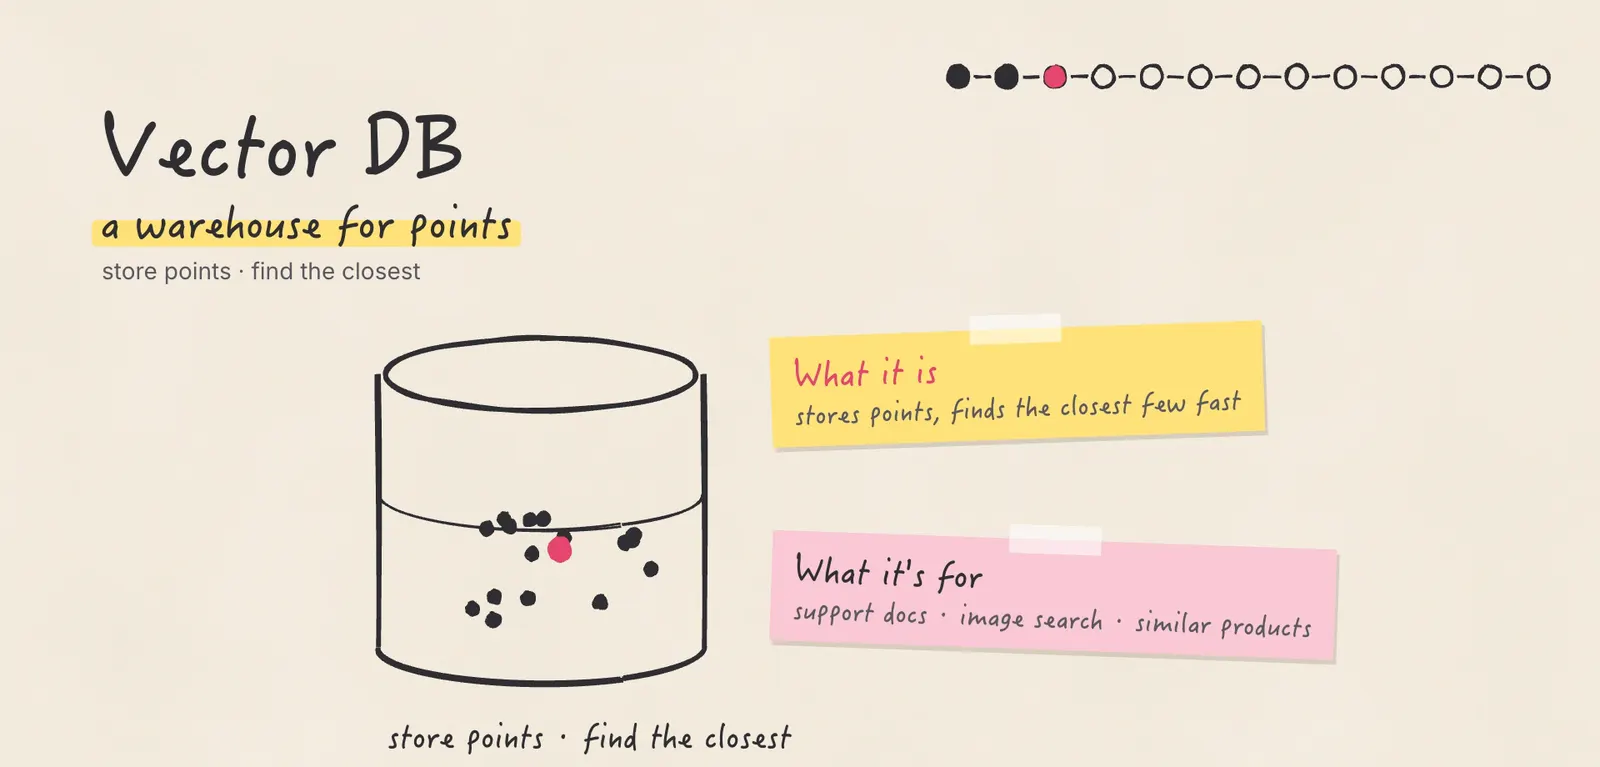 Vector DB
a warehouse for points
store points · find the closest
What it is
stores points, finds the closest few fast
What it's for
support docs · image search · similar products
store points · find the closest